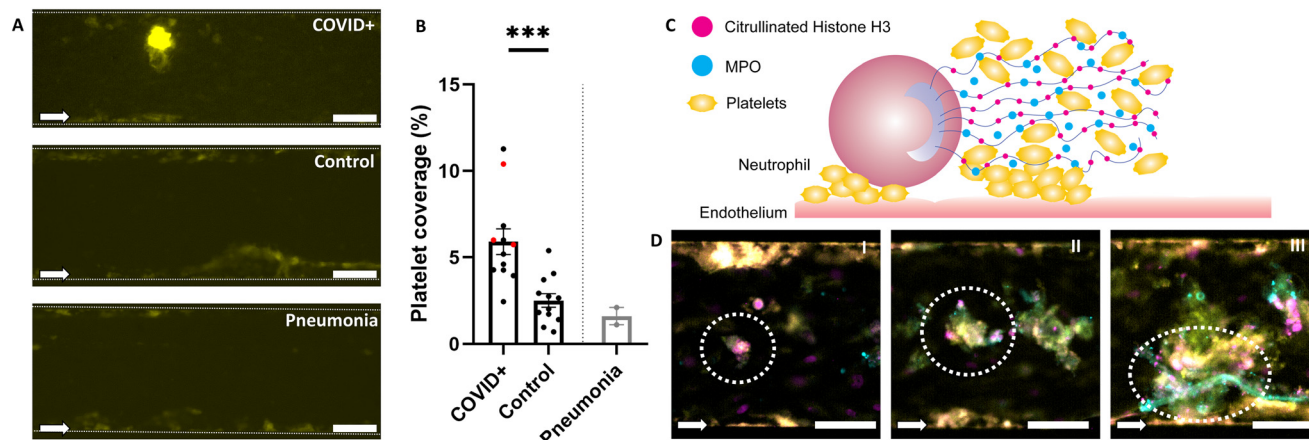 A
COVID+
Control
Pneumonia
B
***
15
10
5
0
Platelet coverage (%)
COVID+
Control
Pneumonia
C
Citrullinated Histone H3
MPO
Platelets
Neutrophil
Endothelium
D
I
II
III